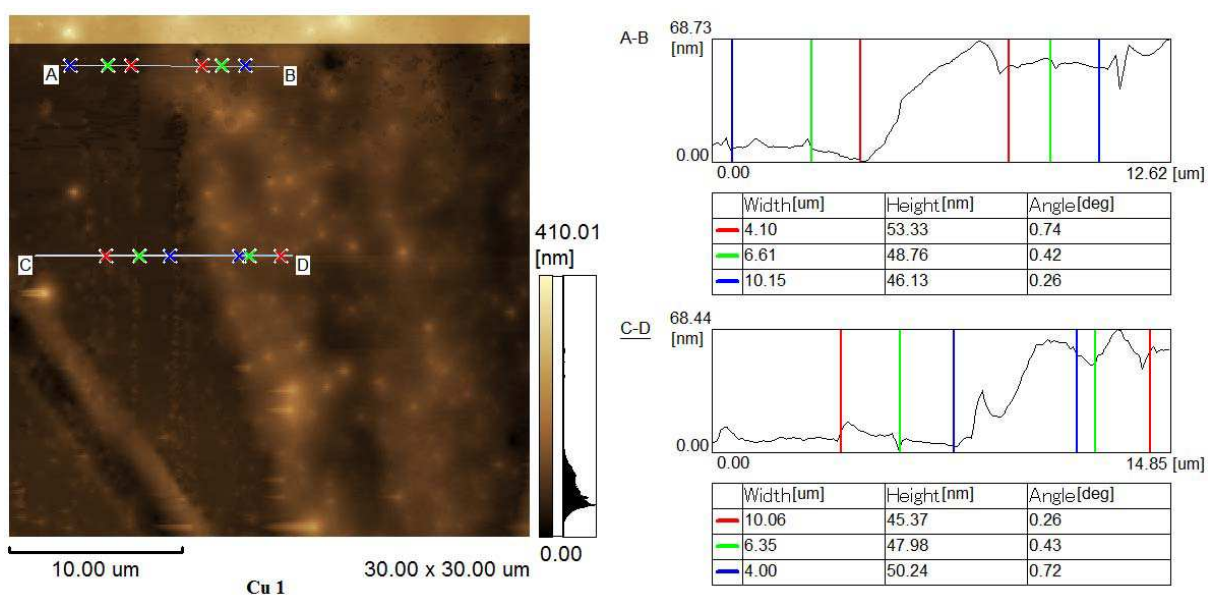 A
B
C
D
410.01
[nm]
0.00
10.00 um
30.00 x 30.00 um
Cu 1
A-B
68.73
[nm]
0.00
0.00
12.62 [um]
Width[um] Height[nm] Angle[deg]
4.10 53.33 0.74
6.61 48.76 0.42
10.15 46.13 0.26
C-D
68.44
[nm]
0.00
0.00
14.85 [um]
Width[um] Height[nm] Angle[deg]
10.06 45.37 0.26
6.35 47.98 0.43
4.00 50.24 0.72